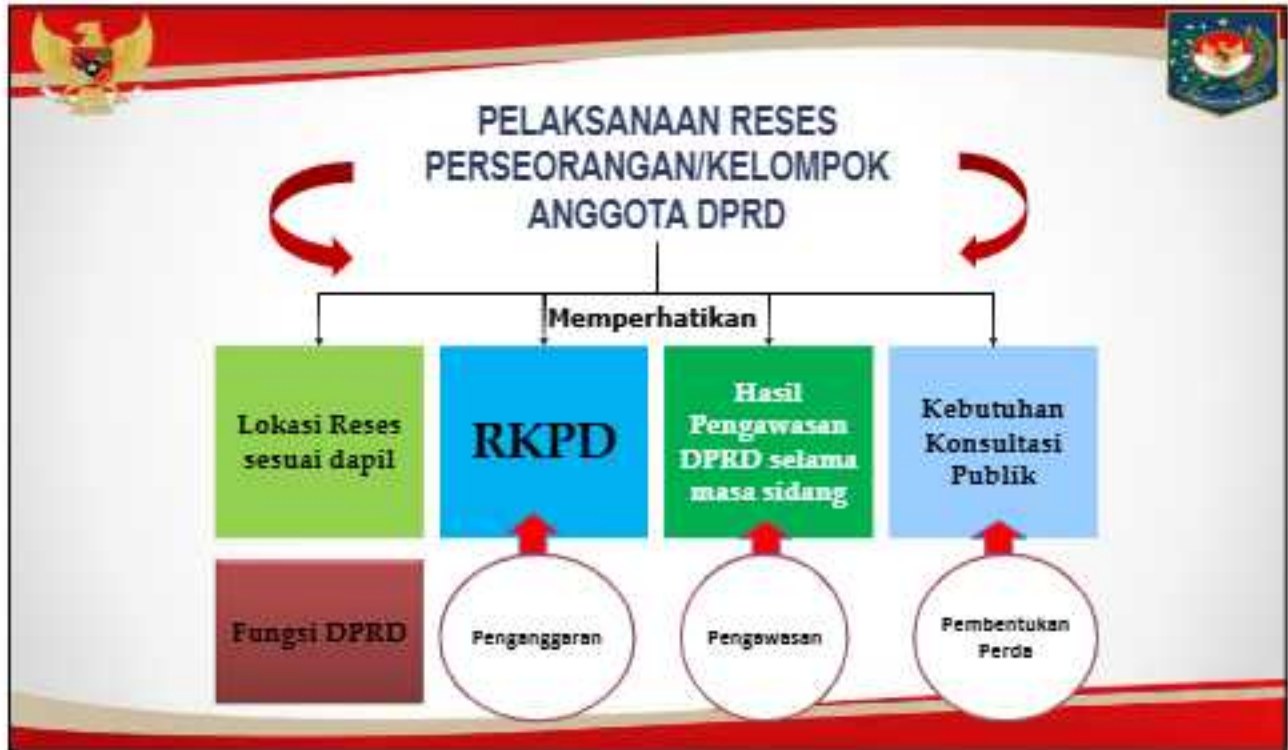 PELAKSANAAN RESES
PERSEORANGAN/KELOMPOK
ANGGOTA DPRD
Memperhatikan
Lokasi Reses
sesuai dapil
RKPD
Hasil
Pengawasan
DPRD selama
masa sidang
Kebutuhan
Konsultasi
Publik
Fungsi DPRD
Penganggaran
Pengawasan
Pembentukan
Perda